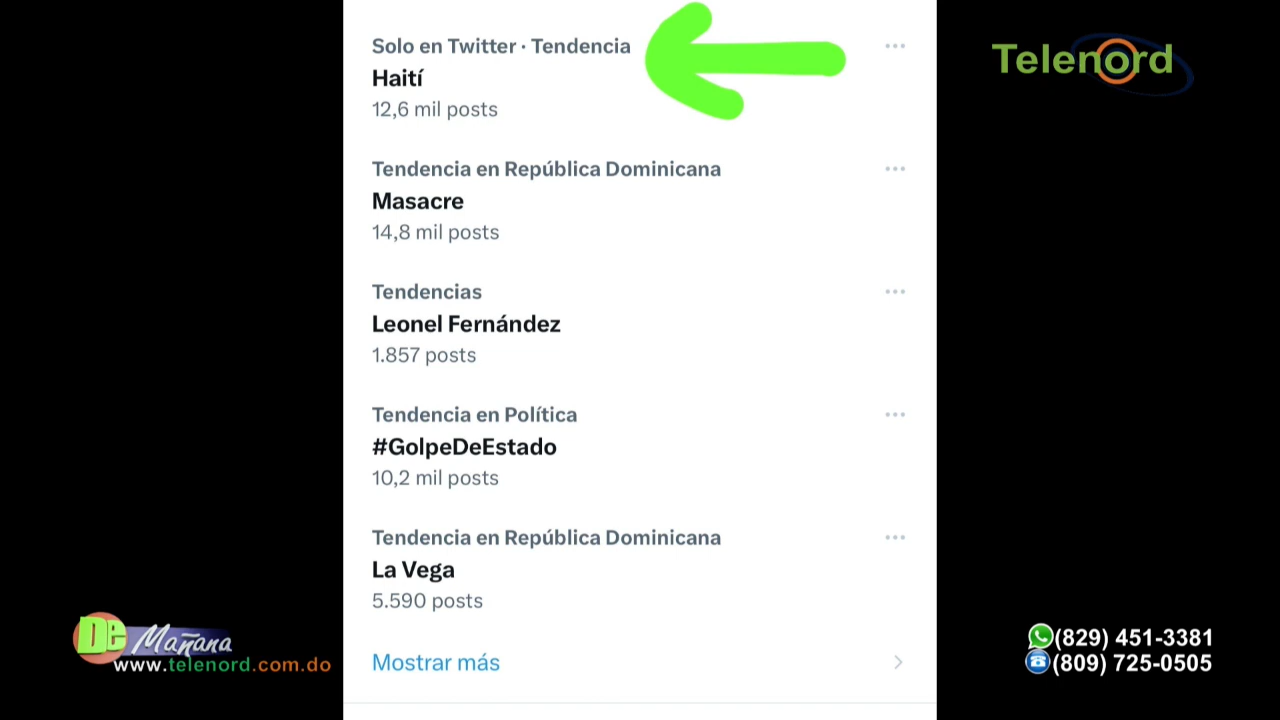 Solo en Twitter · Tendencia
Haití
12,6 mil posts
Tendencia en República Dominicana
Masacre
14,8 mil posts
Tendencias
Leonel Fernández
1.857 posts
Tendencia en Política
#GolpeDeEstado
10,2 mil posts
Tendencia en República Dominicana
La Vega
5.590 posts
Mostrar más
Telenord
De Mañana
www.telenord.com.do
(829) 451-3381
(809) 725-0505